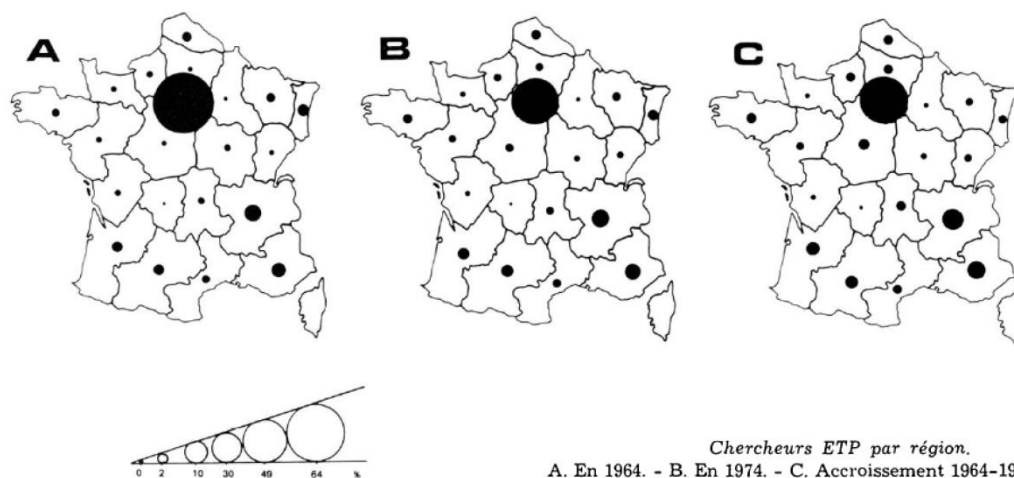 A
B
C
0 2 10 30 49 64 %
Chercheurs ETP par région.
A. En 1964. - B. En 1974. - C. Accroissement 1964-19